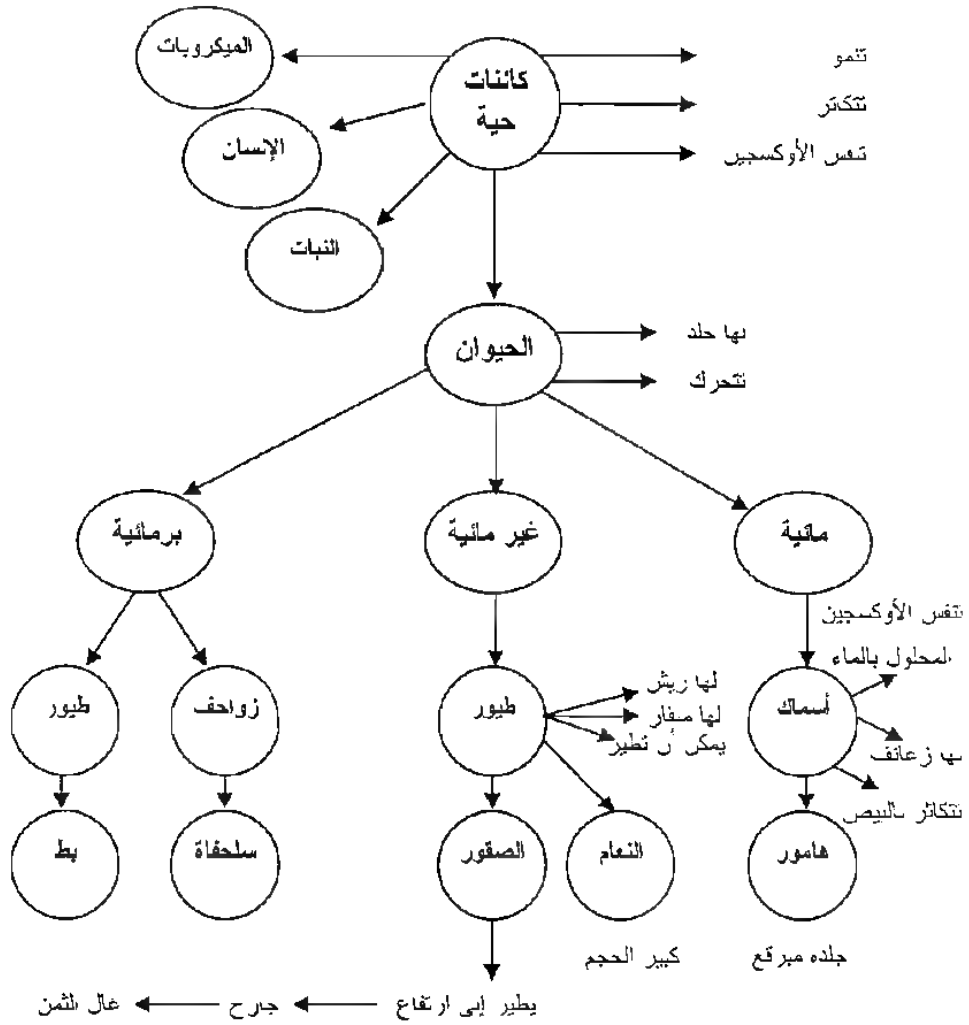 الميكروبات
كائنات
حية
تنمو
تتكاثر
الإنسان
تتنفس الأوكسجين
النبات
الحيوان
بها جلد
تتحرك
مائية
غير مائية
برمائية
تتنفس الأوكسجين
المحلول بالماء
أسماك
بها زعانف
تتكاثر بالبيض
طيور
لها ريش
لها منقار
يمكن أن تطير
زواحف
طيور
هامور
النعام
الصقور
سلحفاة
بط
جلده مبرقع
كبير الحجم
يطير إلى ارتفاع
جارح
غال الثمن